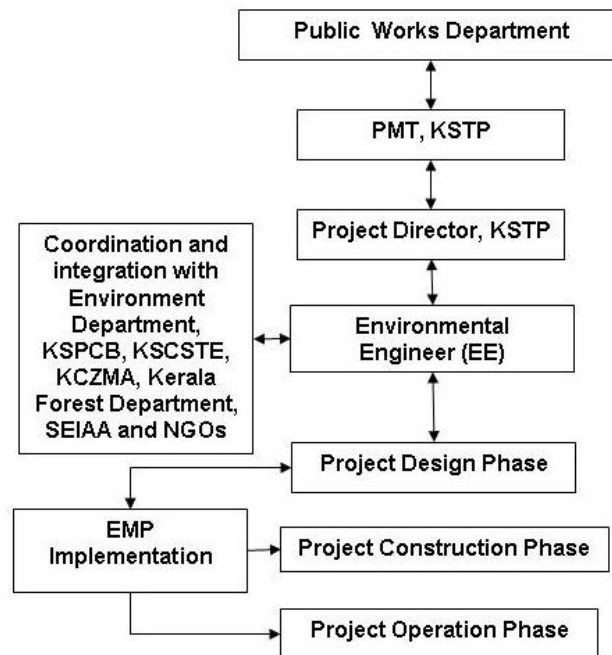 Public Works Department
PMT, KSTP
Project Director, KSTP
Coordination and
integration with
Environment
Department,
KSPCB, KSCSTE,
KCZMA, Kerala
Forest Department,
SEIAA and NGOs
Environmental
Engineer (EE)
Project Design Phase
EMP
Implementation
Project Construction Phase
Project Operation Phase